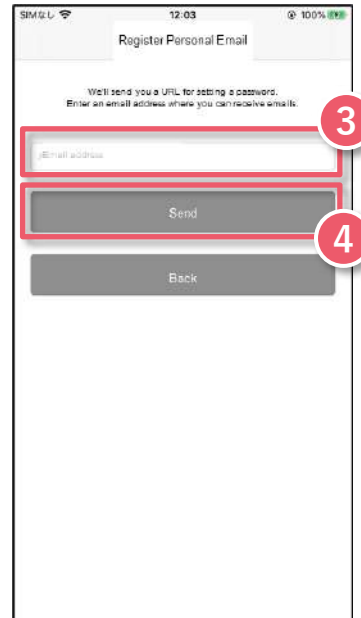 SIMなし 12:03 100%
Register Personal Email
We'll send you a URL for setting a password.
Enter an email address where you can receive emails.
3
Email address
Send
4
Back